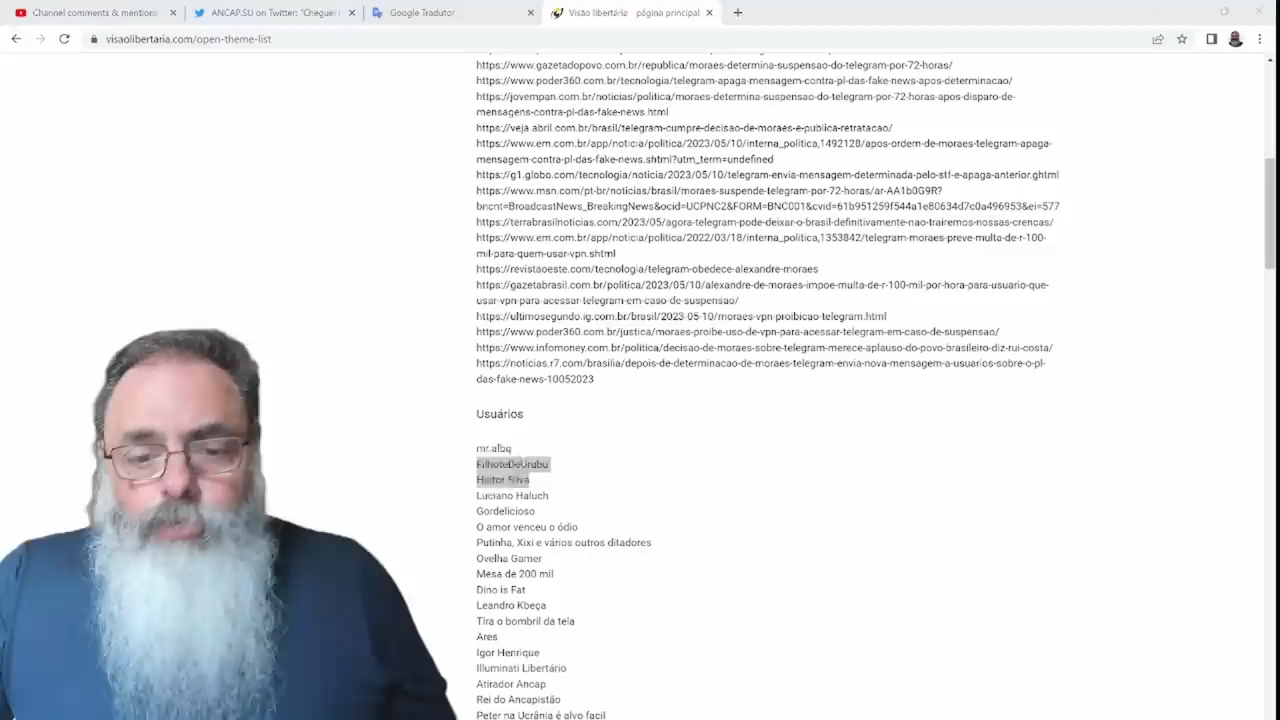 Channel comments & mentions
ANCAP.SU on Twitter: "Cheguei
Google Tradutor
Visão libertária - página principal
visaolibertaria.com/open-theme-list
https://www.gazetadopovo.com.br/republica/moraes-determina-suspensao-do-telegram-por-72-horas/
https://www.poder360.com.br/tecnologia/telegram-apaga-mensagem-contra-pl-das-fake-news-apos-determinacao/
https://jovempan.com.br/noticias/politica/moraes-determina-suspensao-do-telegram-por-72-horas-apos-disparo-de-
mensagens-contra-pl-das-fake-news.html
https://veja.abril.com.br/brasil/telegram-cumpre-decisao-de-moraes-e-publica-retratacao/
https://www.em.com.br/app/noticia/politica/2023/05/10/interna_politica,1492128/apos-ordem-de-moraes-telegram-apaga-
mensagem-contra-pl-das-fake-news.shtml?utm_term=undefined
https://g1.globo.com/tecnologia/noticia/2023/05/10/telegram-envia-mensagem-determinada-pelo-stf-e-apaga-anterior.ghtml
https://www.msn.com/pt-br/noticias/brasil/moraes-suspende-telegram-por-72-horas/ar-AA1b0G9R?
bncnt=BroadcastNews_BreakingNews&ocid=UCPNC2&FORM=BNC001&cvid=61b951259f544a1e80634d7c0a496953&ei=577
https://terrabrasilnoticias.com/2023/05/agora-telegram-pode-deixar-o-brasil-definitivamente-nao-trairemos-nossas-crencas/
https://www.em.com.br/app/noticia/politica/2022/03/18/interna_politica,1353842/telegram-moraes-preve-multa-de-r-100-
mil-para-quem-usar-vpn.shtml
https://revistaoeste.com/tecnologia/telegram-obedece-alexandre-moraes
https://gazetabrasil.com.br/politica/2023/05/10/alexandre-de-moraes-impoe-multa-de-r-100-mil-por-hora-para-usuario-que-
usar-vpn-para-acessar-telegram-em-caso-de-suspensao/
https://ultimosegundo.ig.com.br/brasil/2023-05-10/moraes-vpn-proibicao-telegram.html
https://www.poder360.com.br/justica/moraes-proibe-uso-de-vpn-para-acessar-telegram-em-caso-de-suspensao/
https://www.infomoney.com.br/politica/decisao-de-moraes-sobre-telegram-merece-aplauso-do-povo-brasileiro-diz-rui-costa/
https://noticias.r7.com/brasilia/depois-de-determinacao-de-moraes-telegram-envia-nova-mensagem-a-usuarios-sobre-o-pl-
das-fake-news-10052023
Usuários
mr.albq
FilhoteDeUrubu
Heitor Silva
Luciano Haluch
Gordelicioso
O amor venceu o ódio
Putinha, Xixi e vários outros ditadores
Ovelha Gamer
Mesa de 200 mil
Dino is Fat
Leandro Kbeça
Tira o bombril da tela
Ares
Igor Henrique
Illuminati Libertário
Atirador Ancap
Rei do Ancapistão
Peter na Ucrânia é alvo facil